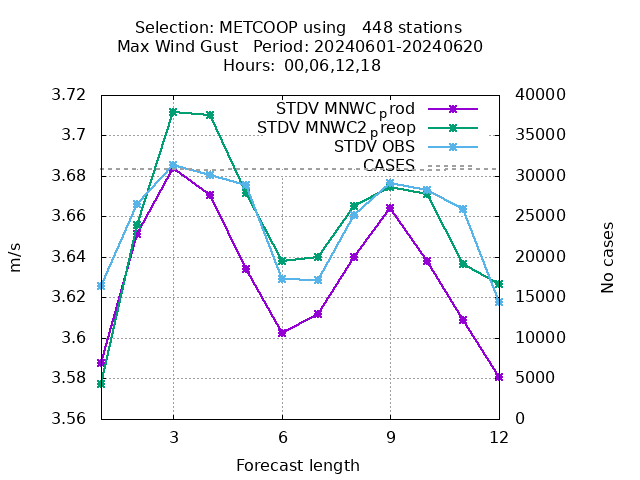 Selection: METCOOP using   448 stations
Max Wind Gust   Period: 20240601-20240620
Hours:  00,06,12,18
3.72 40000
3.7 35000
3.68 30000
3.66 25000
3.64 20000
3.62 15000
3.6 10000
3.58 5000
3.56 0
STDV MNWC_prod
STDV MNWC2_preop
STDV OBS
CASES
m/s
No cases
3 6 9 12
Forecast length